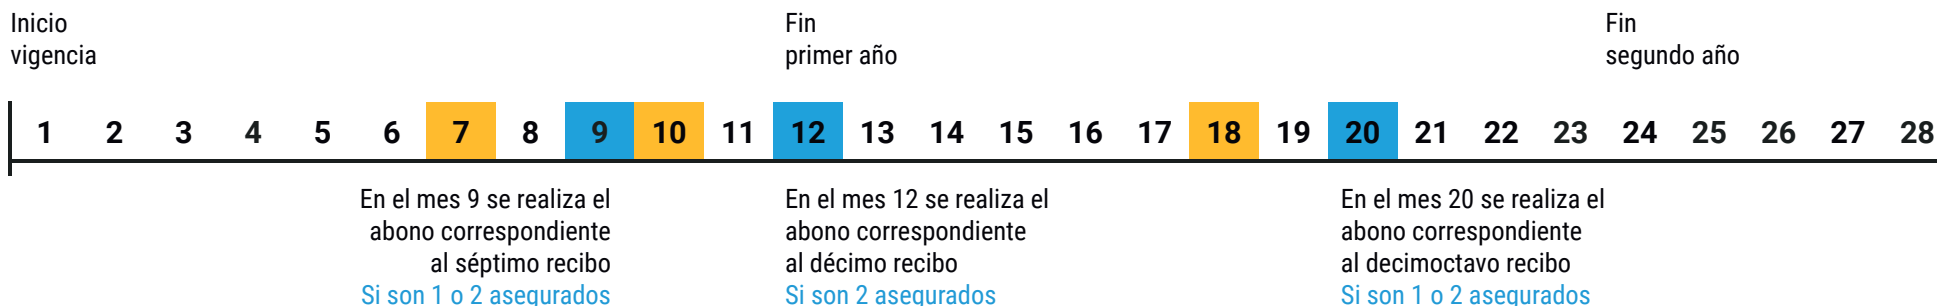 Inicio
vigencia
Fin
primer año
Fin
segundo año
1 2 3 4 5 6 7 8 9 10 11 12 13 14 15 16 17 18 19 20 21 22 23 24 25 26 27 28
En el mes 9 se realiza el
abono correspondiente
al séptimo recibo
Si son 1 o 2 asegurados
En el mes 12 se realiza el
abono correspondiente
al décimo recibo
Si son 2 asegurados
En el mes 20 se realiza el
abono correspondiente
al decimoctavo recibo
Si son 1 o 2 asegurados